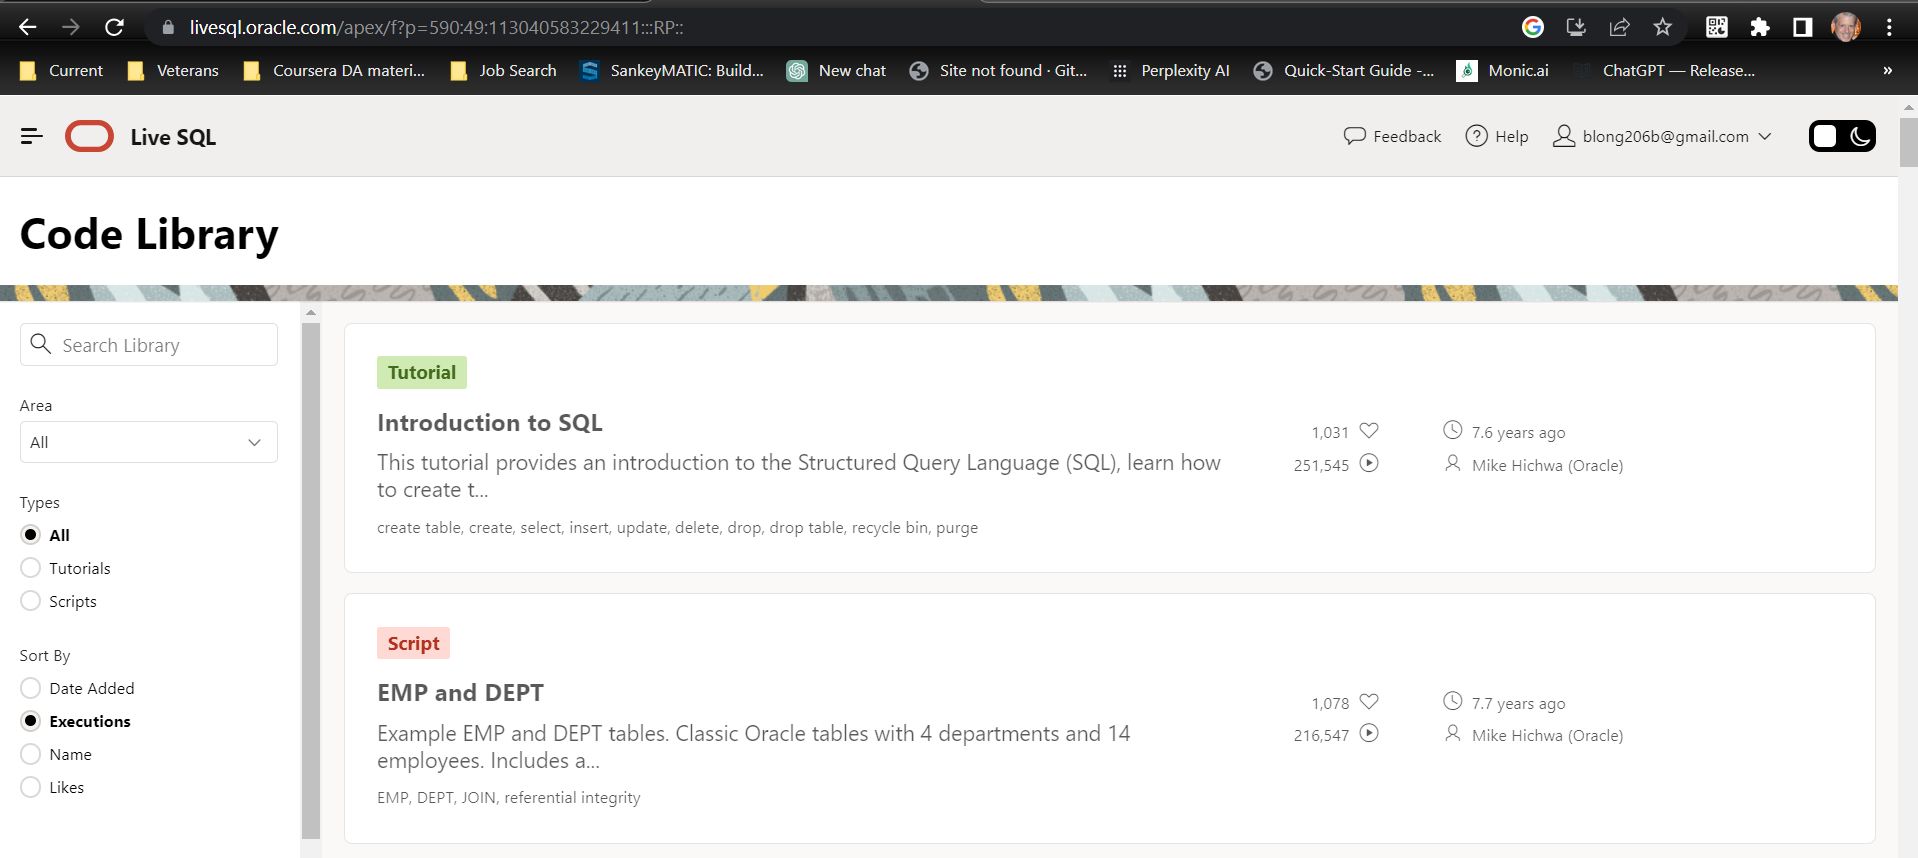 livesql.oracle.com/apex/f?p=590:49:113040583229411:::RP::
Current Veterans Coursera DA materi... Job Search SankeyMATIC: Build... New chat Site not found · Git... Perplexity AI Quick-Start Guide -... Monic.ai ChatGPT — Release... »
Live SQL Feedback Help blong206b@gmail.com
Code Library
Search Library
Area
All
Types
All
Tutorials
Scripts
Sort By
Date Added
Executions
Name
Likes
Tutorial
Introduction to SQL
This tutorial provides an introduction to the Structured Query Language (SQL), learn how
to create t...
create table, create, select, insert, update, delete, drop, drop table, recycle bin, purge
1,031 7.6 years ago
251,545 Mike Hichwa (Oracle)
Script
EMP and DEPT
Example EMP and DEPT tables. Classic Oracle tables with 4 departments and 14
employees. Includes a...
EMP, DEPT, JOIN, referential integrity
1,078 7.7 years ago
216,547 Mike Hichwa (Oracle)